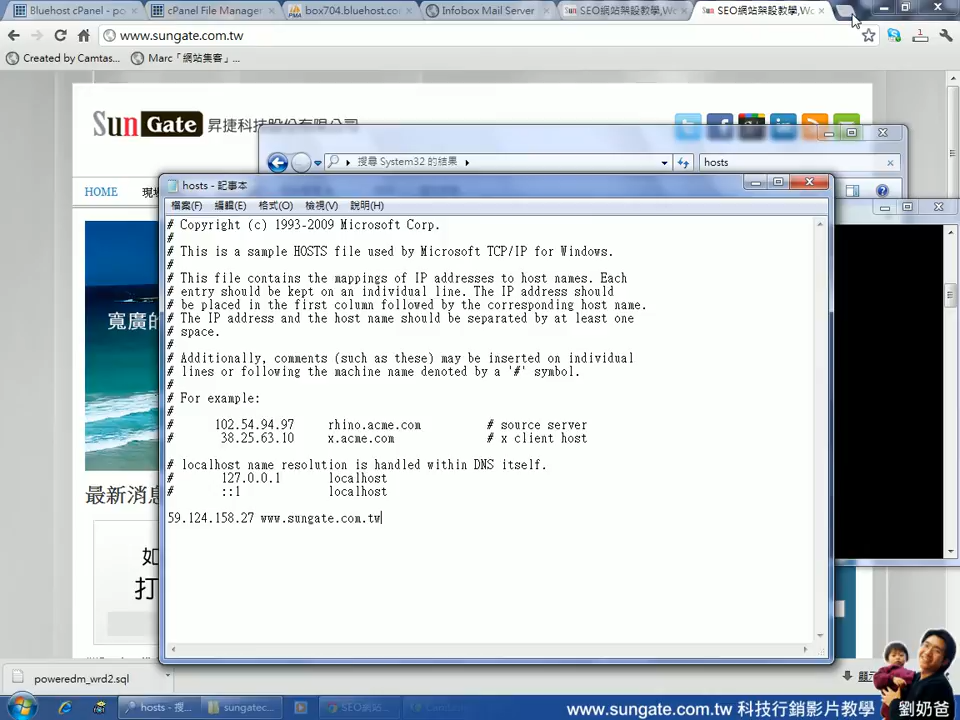 Bluehost cPanel - po
cPanel File Manager
box704.bluehost.com:
Infobox Mail Server
SEO網站架設教學,Wo
SEO網站架設教學,Wo
www.sungate.com.tw
Created by Camtas...
Marc「網站集客」...
SunGate 昇捷科技股份有限公司
搜尋 System32 的結果
hosts
HOME
hosts - 記事本
檔案(F) 編輯(E) 格式(O) 檢視(V) 說明(H)
# Copyright (c) 1993-2009 Microsoft Corp.
#
# This is a sample HOSTS file used by Microsoft TCP/IP for Windows.
#
# This file contains the mappings of IP addresses to host names. Each
# entry should be kept on an individual line. The IP address should
# be placed in the first column followed by the corresponding host name.
# The IP address and the host name should be separated by at least one
# space.
#
# Additionally, comments (such as these) may be inserted on individual
# lines or following the machine name denoted by a '#' symbol.
#
# For example:
#
# 102.54.94.97 rhino.acme.com # source server
# 38.25.63.10 x.acme.com # x client host
# localhost name resolution is handled within DNS itself.
# 127.0.0.1 localhost
# ::1 localhost
59.124.158.27 www.sungate.com.tw
寬廣的
最新消息
如
打
poweredm_wrd2.sql
hosts - 搜...
sungatec...
SEO網站...
www.sungate.com.tw 科技行銷影片教學
劉奶爸